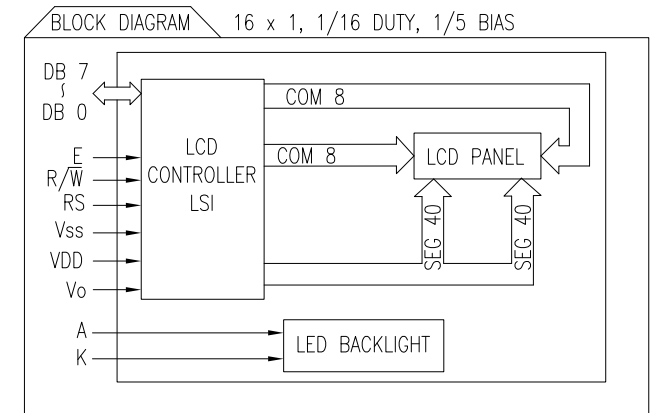 BLOCK DIAGRAM 16 x 1, 1/16 DUTY, 1/5 BIAS
DB 7
~
DB 0
COM 8
COM 8
LCD
CONTROLLER
LSI
LCD PANEL
E
R/W̅
RS
Vss
VDD
Vo
SEG 40
SEG 40
A
K
LED BACKLIGHT